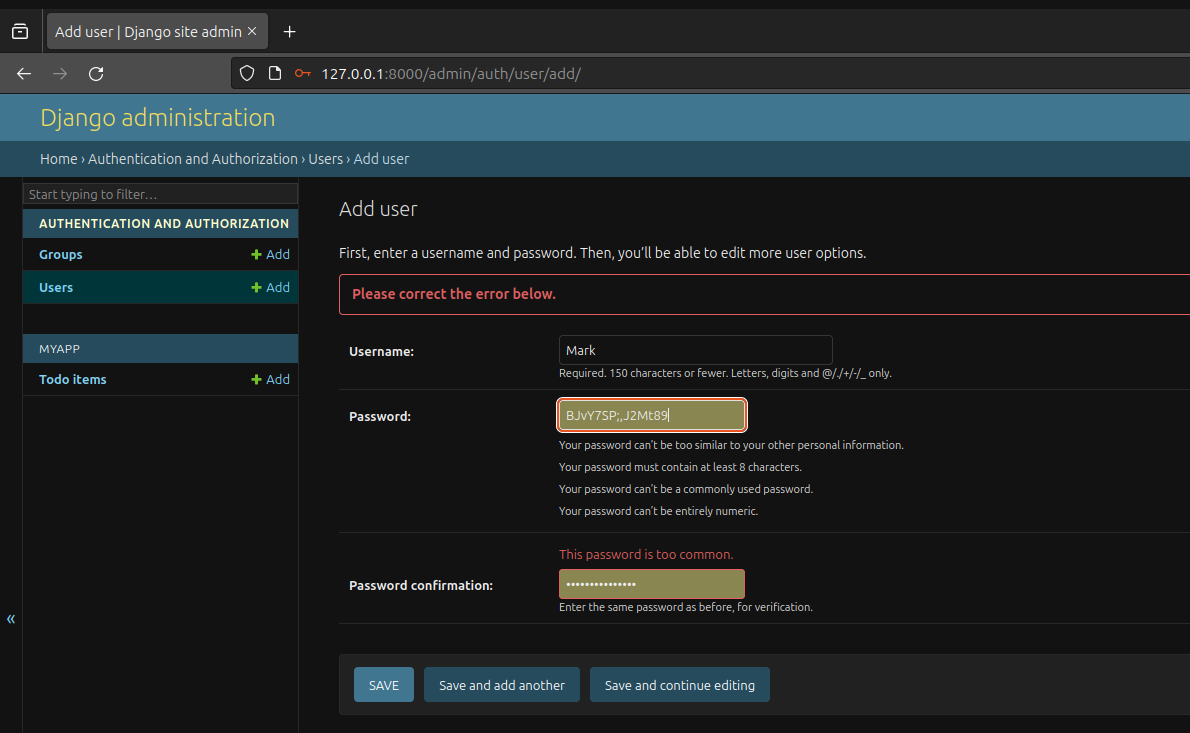 Add user | Django site admin
127.0.0.1:8000/admin/auth/user/add/
Django administration
Home › Authentication and Authorization › Users › Add user
Start typing to filter…
AUTHENTICATION AND AUTHORIZATION
Groups + Add
Users + Add
MYAPP
Todo items + Add
«
Add user
First, enter a username and password. Then, you’ll be able to edit more user options.
Please correct the error below.
Username: Mark
Required. 150 characters or fewer. Letters, digits and @/./+/-/_ only.
Password: BJvY7SP;,J2Mt89
Your password can’t be too similar to your other personal information.
Your password must contain at least 8 characters.
Your password can’t be a commonly used password.
Your password can’t be entirely numeric.
This password is too common.
Password confirmation: •••••••••••••••
Enter the same password as before, for verification.
SAVE Save and add another Save and continue editing